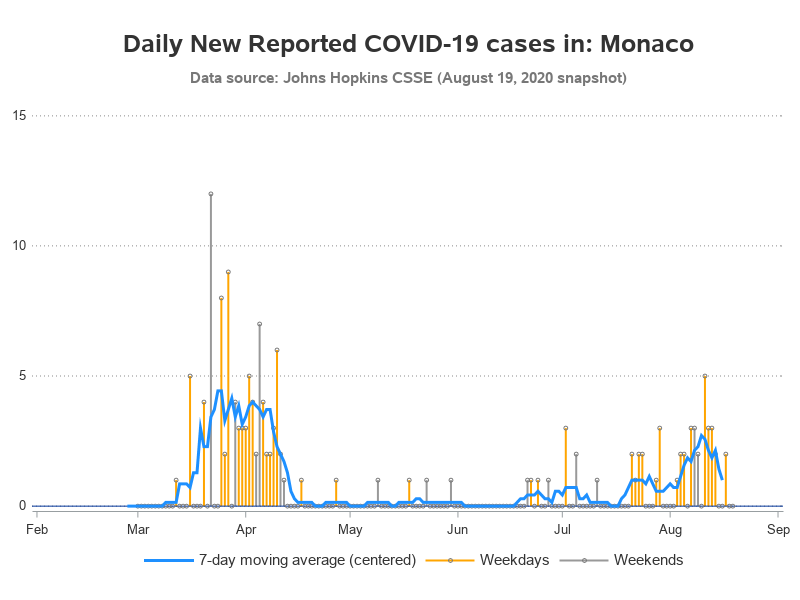 Daily New Reported COVID-19 cases in: Monaco
Data source: Johns Hopkins CSSE (August 19, 2020 snapshot)
15
10
5
0
Feb Mar Apr May Jun Jul Aug Sep
7-day moving average (centered) Weekdays Weekends